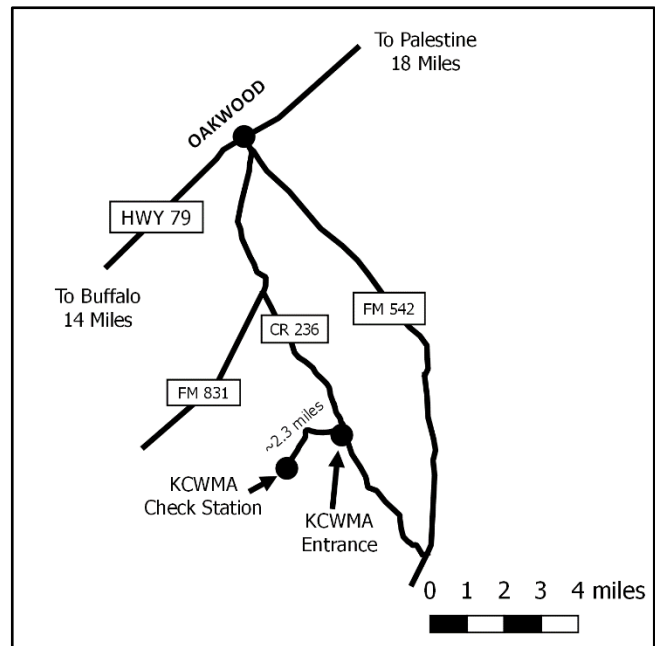 To Palestine
18 Miles
OAKWOOD
HWY 79
To Buffalo
14 Miles
FM 542
CR 236
FM 831
~2.3 miles
KCWMA
Check Station
KCWMA
Entrance
0 1 2 3 4 miles